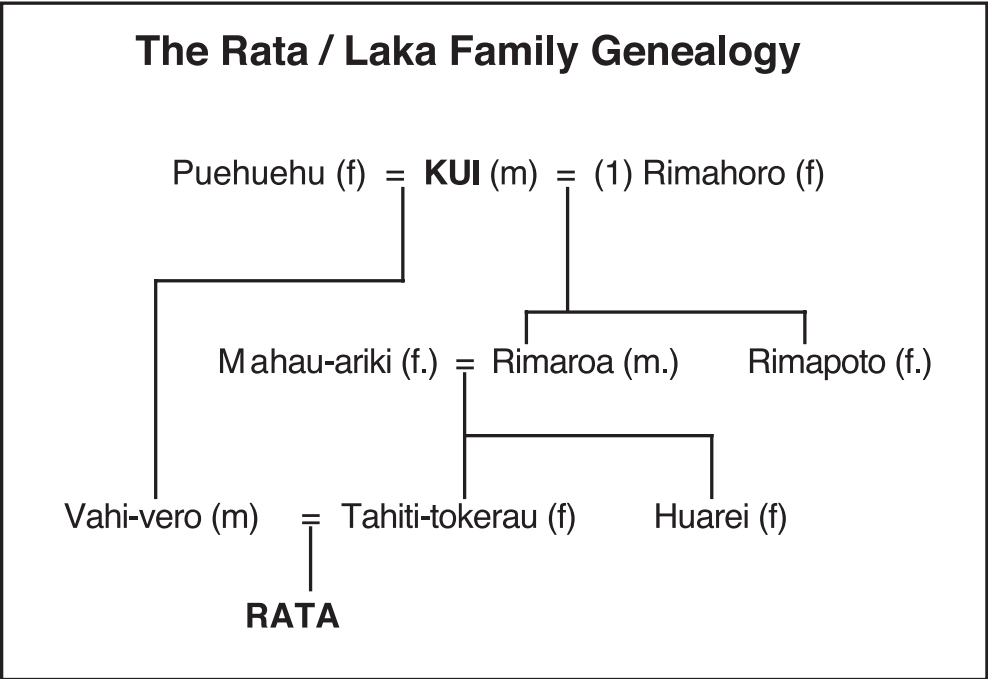 The Rata / Laka Family Genealogy
Puehuehu (f) = KUI (m) = (1) Rimahoro (f)
Mahau-ariki (f.) = Rimaroa (m.) Rimapoto (f.)
Vahi-vero (m) = Tahiti-tokerau (f) Huarei (f)
RATA